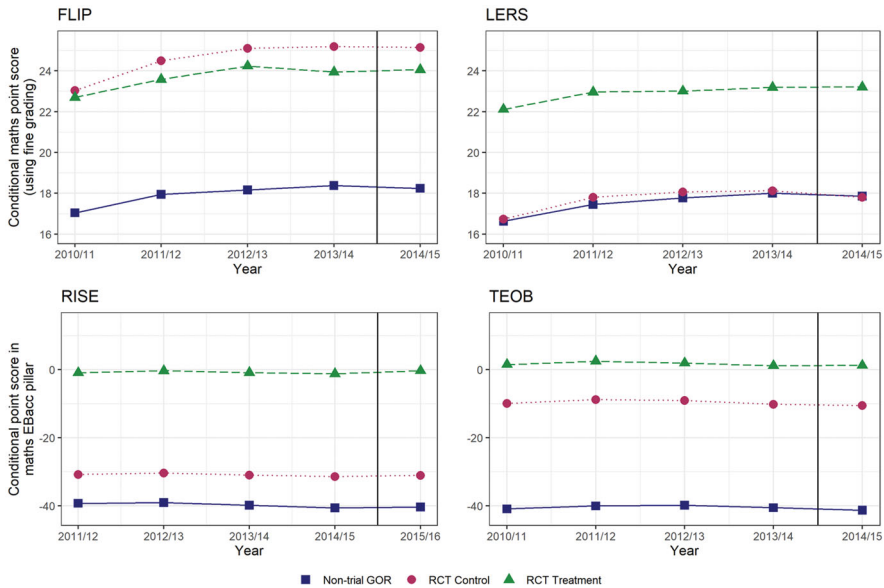 FLIP
LERS
Conditional maths point score
(using fine grading)
24
22
20
18
16
24
22
20
18
16
2010/11 2011/12 2012/13 2013/14 2014/15
2010/11 2011/12 2012/13 2013/14 2014/15
Year
Year
RISE
TEOB
Conditional point score in
maths EBacc pillar
0
-20
-40
0
-20
-40
2011/12 2012/13 2013/14 2014/15 2015/16
2010/11 2011/12 2012/13 2013/14 2014/15
Year
Year
Non-trial GOR RCT Control RCT Treatment